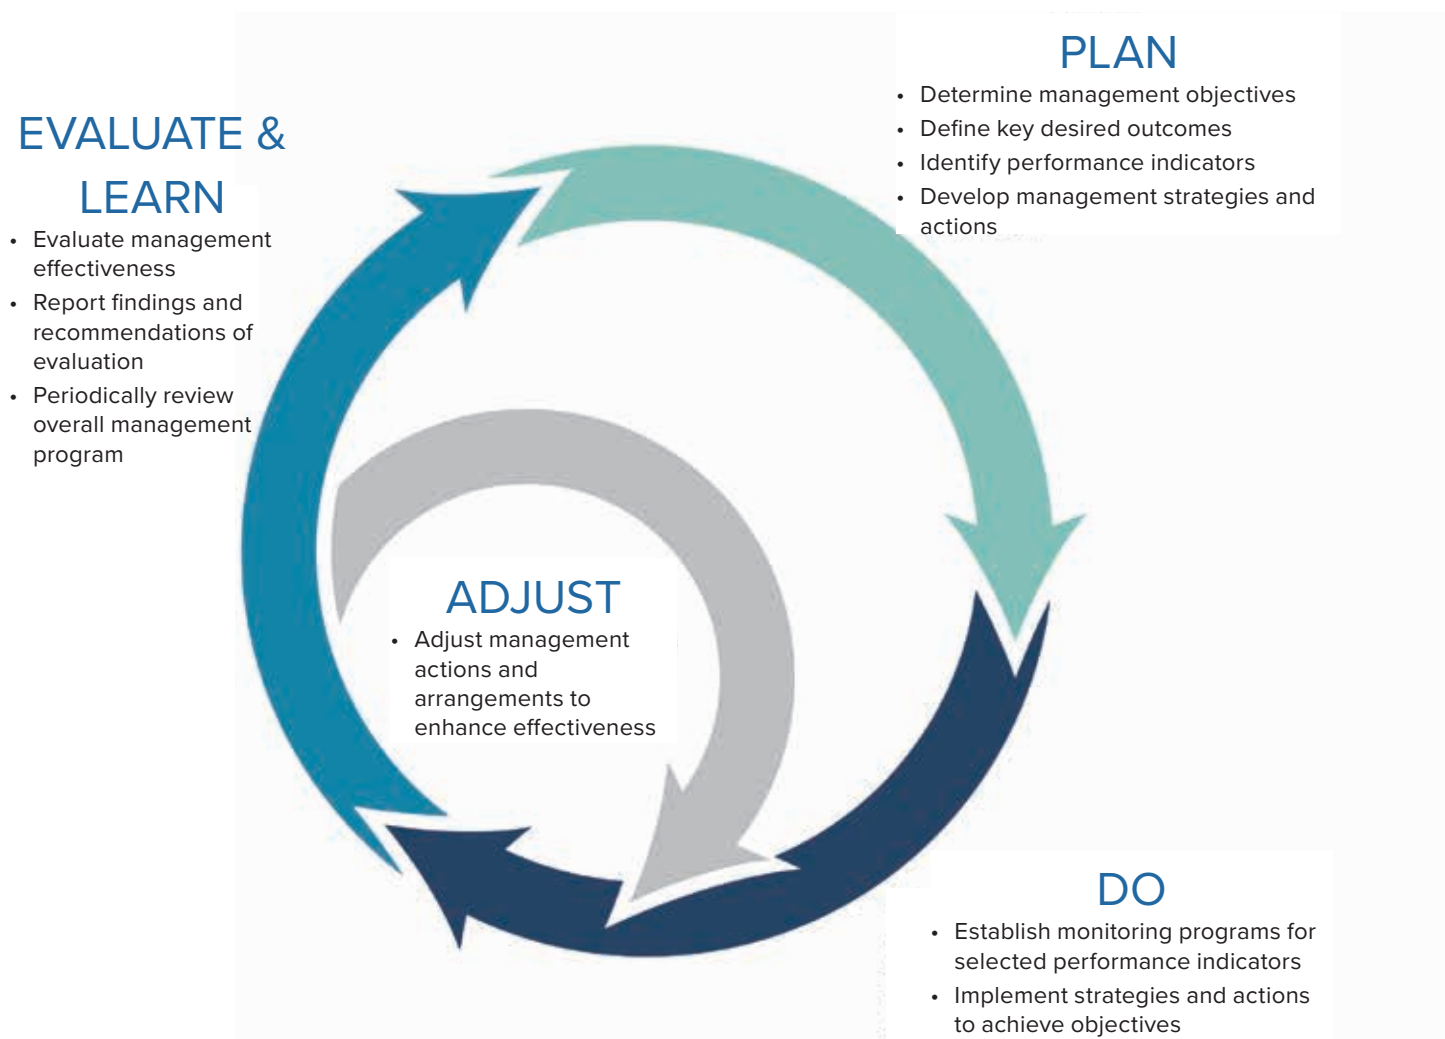 PLAN
• Determine management objectives
• Define key desired outcomes
• Identify performance indicators
• Develop management strategies and
actions
EVALUATE &
LEARN
• Evaluate management
effectiveness
• Report findings and
recommendations of
evaluation
• Periodically review
overall management
program
ADJUST
• Adjust management
actions and
arrangements to
enhance effectiveness
DO
• Establish monitoring programs for
selected performance indicators
• Implement strategies and actions
to achieve objectives